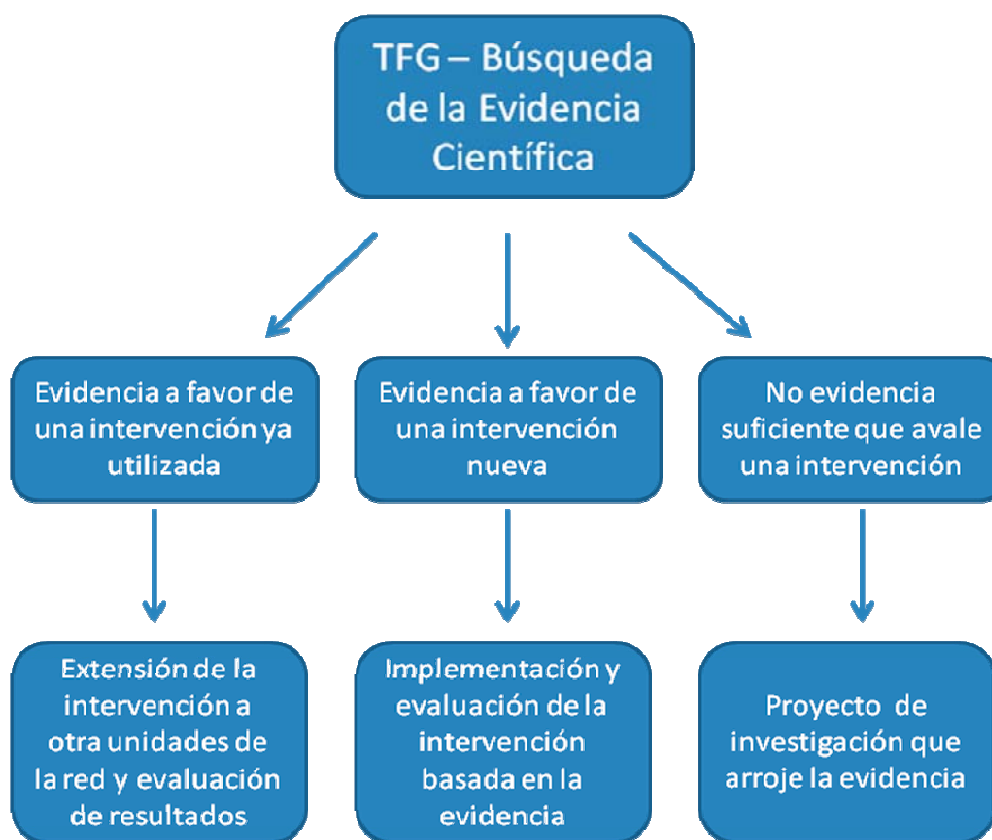 TFG – Búsqueda
de la Evidencia
Científica
Evidencia a favor de
una intervención ya
utilizada
Evidencia a favor de
una intervención
nueva
No evidencia
suficiente que avale
una intervención
Extensión de la
intervención a
otra unidades de
la red y evaluación
de resultados
Implementación y
evaluación de la
intervención
basada en la
evidencia
Proyecto de
investigación que
arroje la evidencia